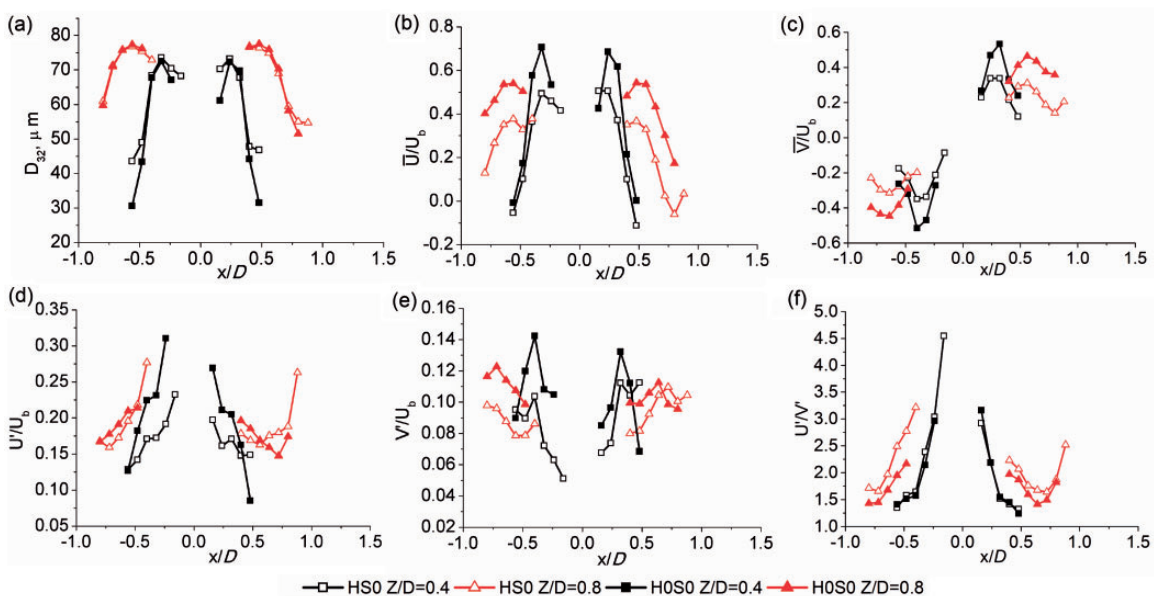 (a)
80
70
60
50
40
30
20
D32, μm
-1.0 -0.5 0.0 0.5 1.0 1.5
x/D
(b)
0.8
0.6
0.4
0.2
0.0
-0.2
-0.4
U̅/Ub
-1.0 -0.5 0.0 0.5 1.0 1.5
x/D
(c)
0.6
0.4
0.2
0.0
-0.2
-0.4
-0.6
V̅/Ub
-1.0 -0.5 0.0 0.5 1.0 1.5
x/D
(d)
0.35
0.30
0.25
0.20
0.15
0.10
0.05
U'/Ub
-1.0 -0.5 0.0 0.5 1.0 1.5
x/D
(e)
0.16
0.14
0.12
0.10
0.08
0.06
0.04
0.02
V'/Ub
-1.0 -0.5 0.0 0.5 1.0 1.5
x/D
(f)
5.0
4.5
4.0
3.5
3.0
2.5
2.0
1.5
1.0
U'/V'
-1.0 -0.5 0.0 0.5 1.0 1.5
x/D
HS0 Z/D=0.4 HS0 Z/D=0.8 H0S0 Z/D=0.4 H0S0 Z/D=0.8